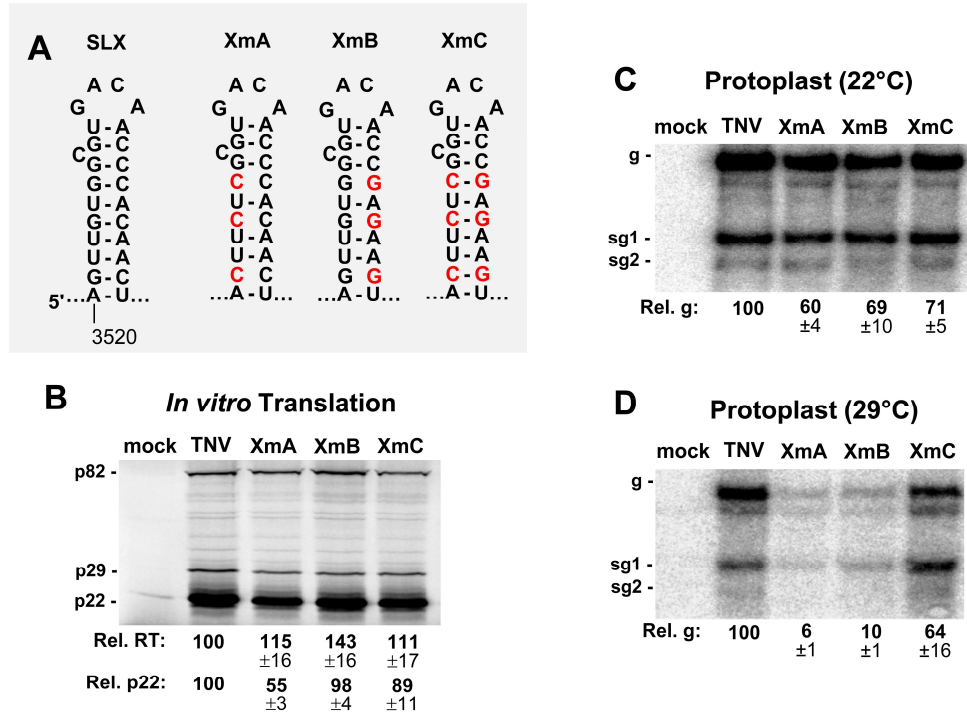 A
SLX XmA XmB XmC
A C A C A C A C
G A G A G A G A
U-A U-A U-A U-A
G-C G-C G-C G-C
C C C C
G-C G-C G-C G-C
G-C C C G G C-G
U-A U A U A U-A
G-C C C G G C-G
U-A U A U A U-A
U-A U A U A U-A
G-C C C G G C-G
5'...A-U... ...A U... ...A U... ...A-U...
3520
B
In vitro Translation
mock TNV XmA XmB XmC
p82 -
p29 -
p22 -
Rel. RT: 100 115 143 111
±16 ±16 ±17
Rel. p22: 100 55 98 89
±3 ±4 ±11
C
Protoplast (22°C)
mock TNV XmA XmB XmC
g -
sg1 -
sg2 -
Rel. g: 100 60 69 71
±4 ±10 ±5
D
Protoplast (29°C)
mock TNV XmA XmB XmC
g -
sg1 -
sg2 -
Rel. g: 100 6 10 64
±1 ±1 ±16